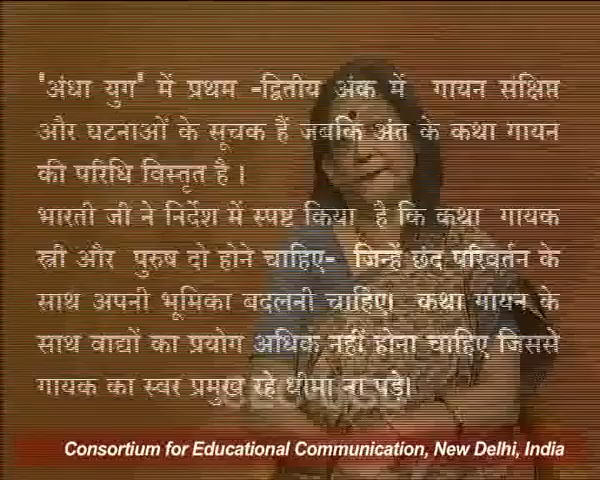 'अंधा युग' में प्रथम -द्वितीय अंक में गायन संक्षिप्त
और घटनाओं के सूचक हैं जबकि अंत के कथा गायन
की परिधि विस्तृत है।
भारती जी ने निर्देश में स्पष्ट किया है कि कथा गायक
स्त्री और पुरुष दो होने चाहिए- जिन्हें छंद परिवर्तन के
साथ अपनी भूमिका बदलनी चाहिए। कथा गायन के
साथ वाद्यों का प्रयोग अधिक नहीं होना चाहिए जिससे
गायक का स्वर प्रमुख रहे धीमा ना पड़े।
Consortium for Educational Communication, New Delhi, India